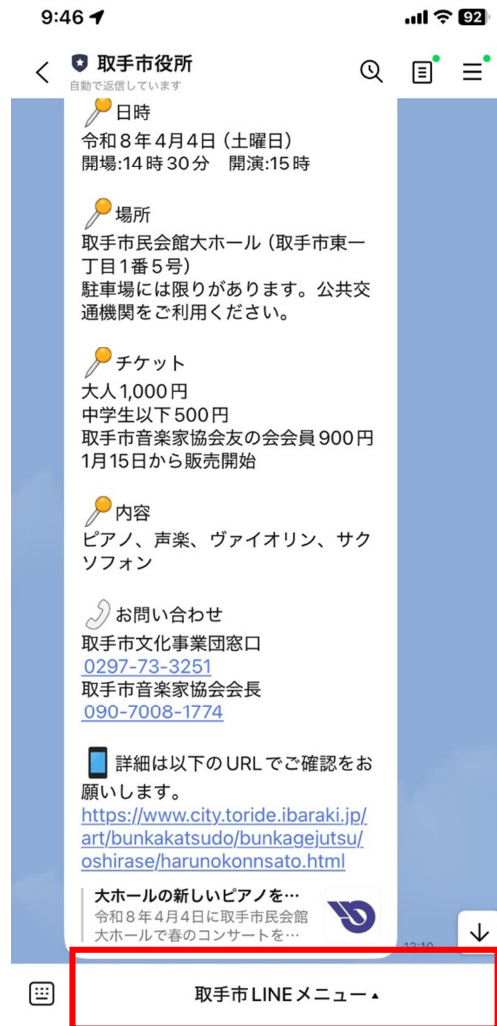 9:46
92
取手市役所
自動で返信しています
日時
令和8年4月4日（土曜日）
開場:14時30分　開演:15時
場所
取手市民会館大ホール（取手市東一
丁目1番5号）
駐車場には限りがあります。公共交
通機関をご利用ください。
チケット
大人1,000円
中学生以下500円
取手市音楽家協会友の会会員900円
1月15日から販売開始
内容
ピアノ、声楽、ヴァイオリン、サク
ソフォン
お問い合わせ
取手市文化事業団窓口
0297-73-3251
取手市音楽家協会会長
090-7008-1774
詳細は以下のURLでご確認をお
願いします。
https://www.city.toride.ibaraki.jp/
art/bunkakatsudo/bunkagejutsu/
oshirase/harunokonnsato.html
大ホールの新しいピアノを…
令和8年4月4日に取手市民会館
大ホールで春のコンサートを…
取手市LINEメニュー▲